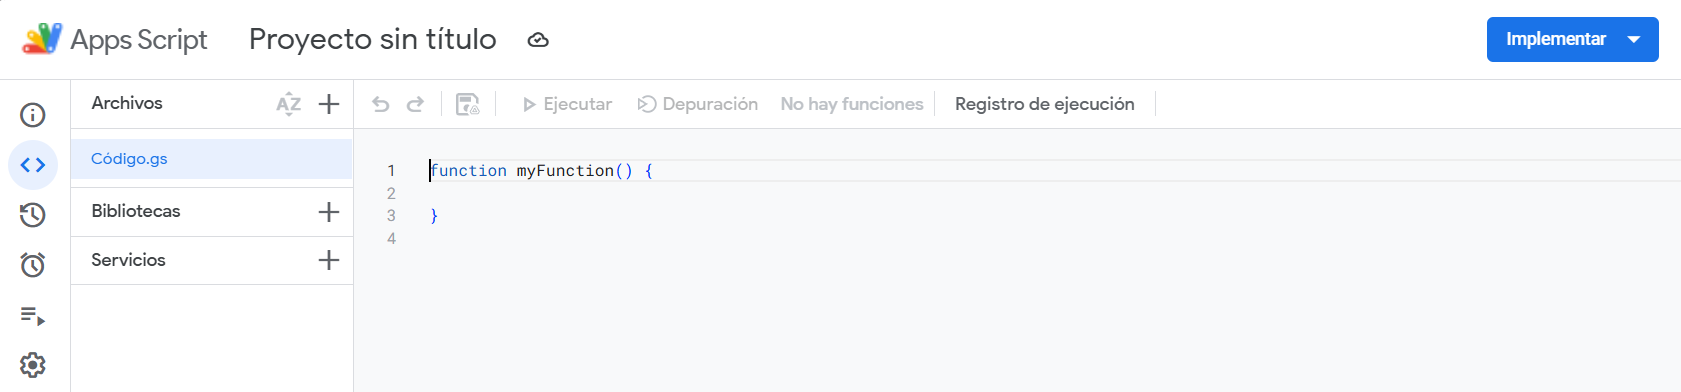 Apps Script Proyecto sin título Implementar
Archivos AZ Ejecutar Depuración No hay funciones Registro de ejecución
Código.gs
Bibliotecas
Servicios
1 function myFunction() {
2
3 }
4